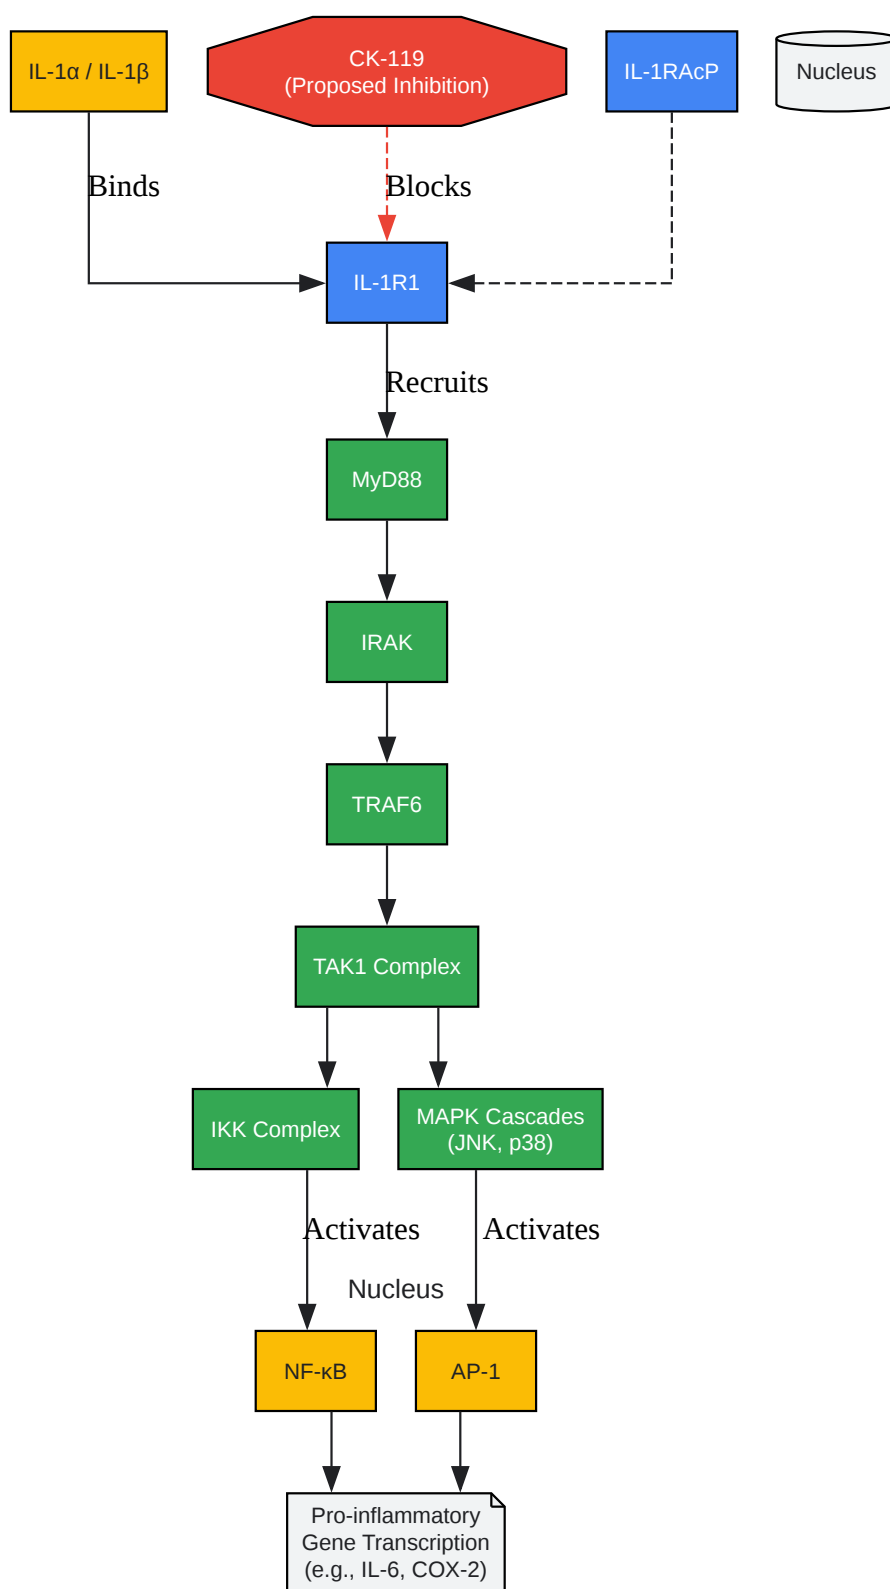 IL-1α / IL-1β
CK-119
(Proposed Inhibition)
IL-1RAcP
Nucleus
Binds
Blocks
IL-1R1
Recruits
MyD88
IRAK
TRAF6
TAK1 Complex
IKK Complex
MAPK Cascades
(JNK, p38)
Activates
Activates
Nucleus
NF-κB
AP-1
Pro-inflammatory
Gene Transcription
(e.g., IL-6, COX-2)